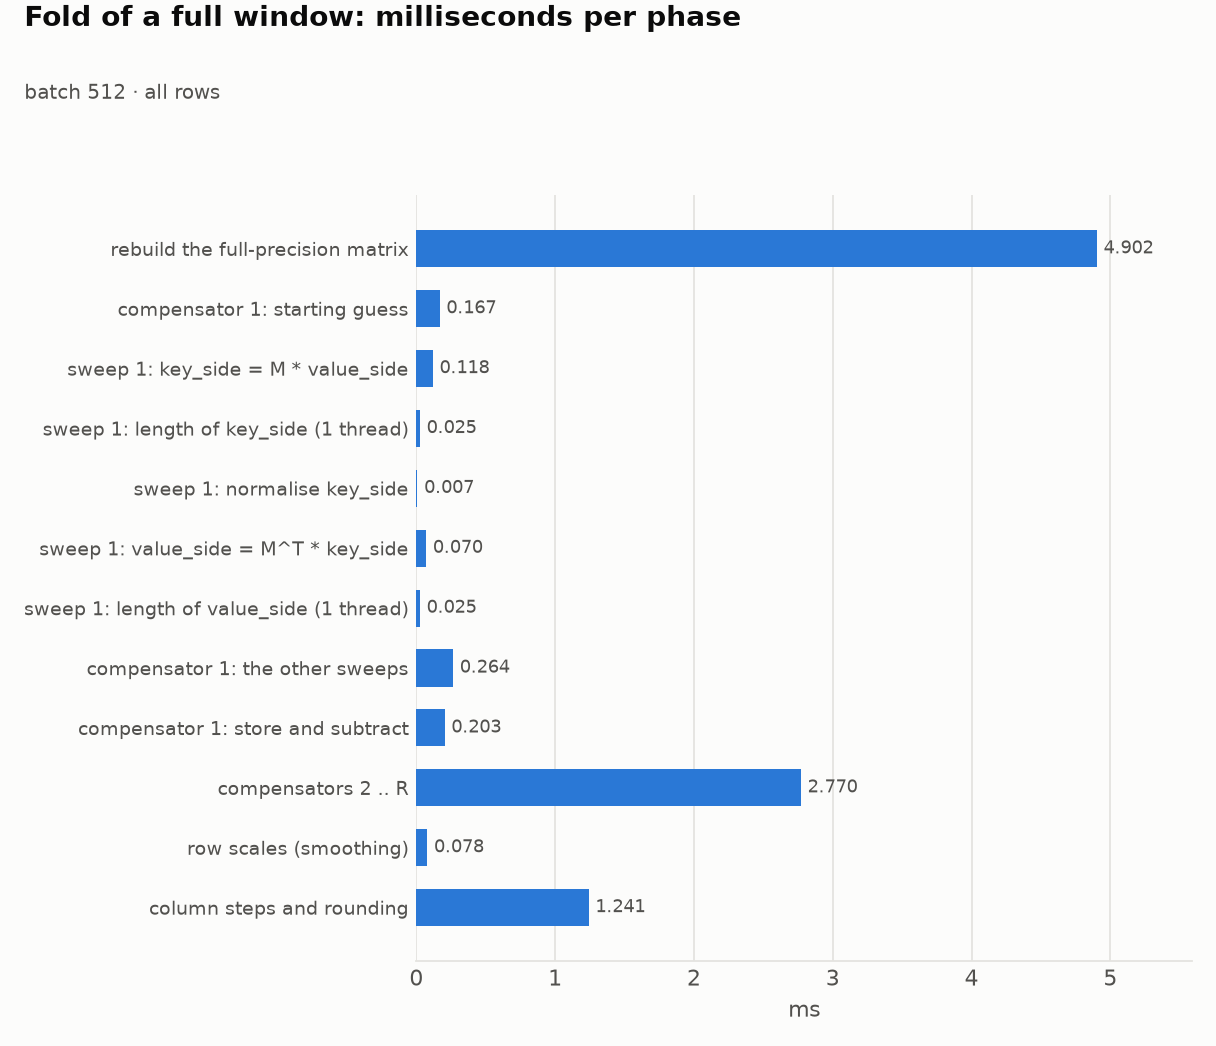 Fold of a full window: milliseconds per phase
batch 512 · all rows
rebuild the full-precision matrix 4.902
compensator 1: starting guess 0.167
sweep 1: key_side = M * value_side 0.118
sweep 1: length of key_side (1 thread) 0.025
sweep 1: normalise key_side 0.007
sweep 1: value_side = M^T * key_side 0.070
sweep 1: length of value_side (1 thread) 0.025
compensator 1: the other sweeps 0.264
compensator 1: store and subtract 0.203
compensators 2 .. R 2.770
row scales (smoothing) 0.078
column steps and rounding 1.241
0 1 2 3 4 5
ms